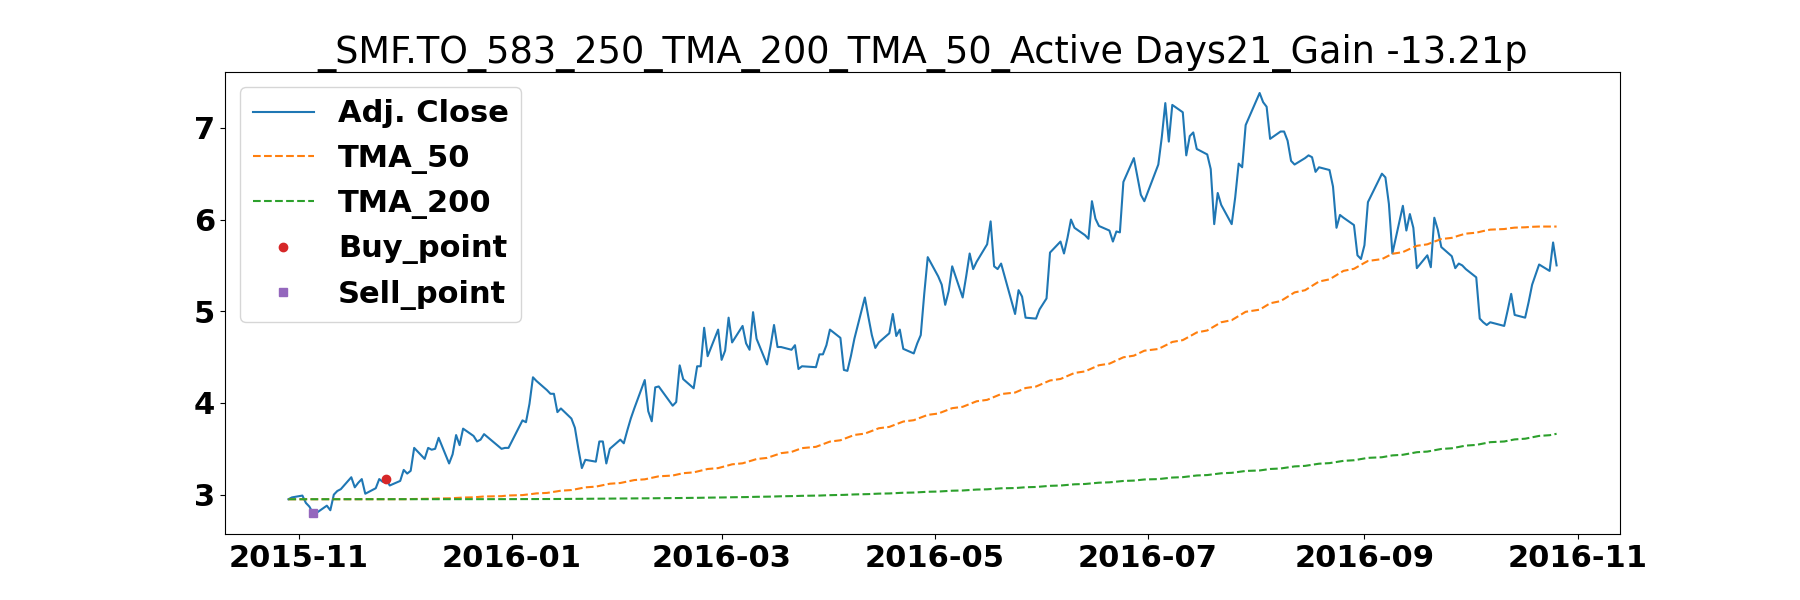 _SMF.TO_583_250_TMA_200_TMA_50_Active Days21_Gain -13.21p
Adj. Close
TMA_50
TMA_200
Buy_point
Sell_point
7
6
5
4
3
2015-11 2016-01 2016-03 2016-05 2016-07 2016-09 2016-11